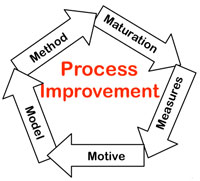 Maturation
Method
Process
Improvement
Measures
Model
Motive